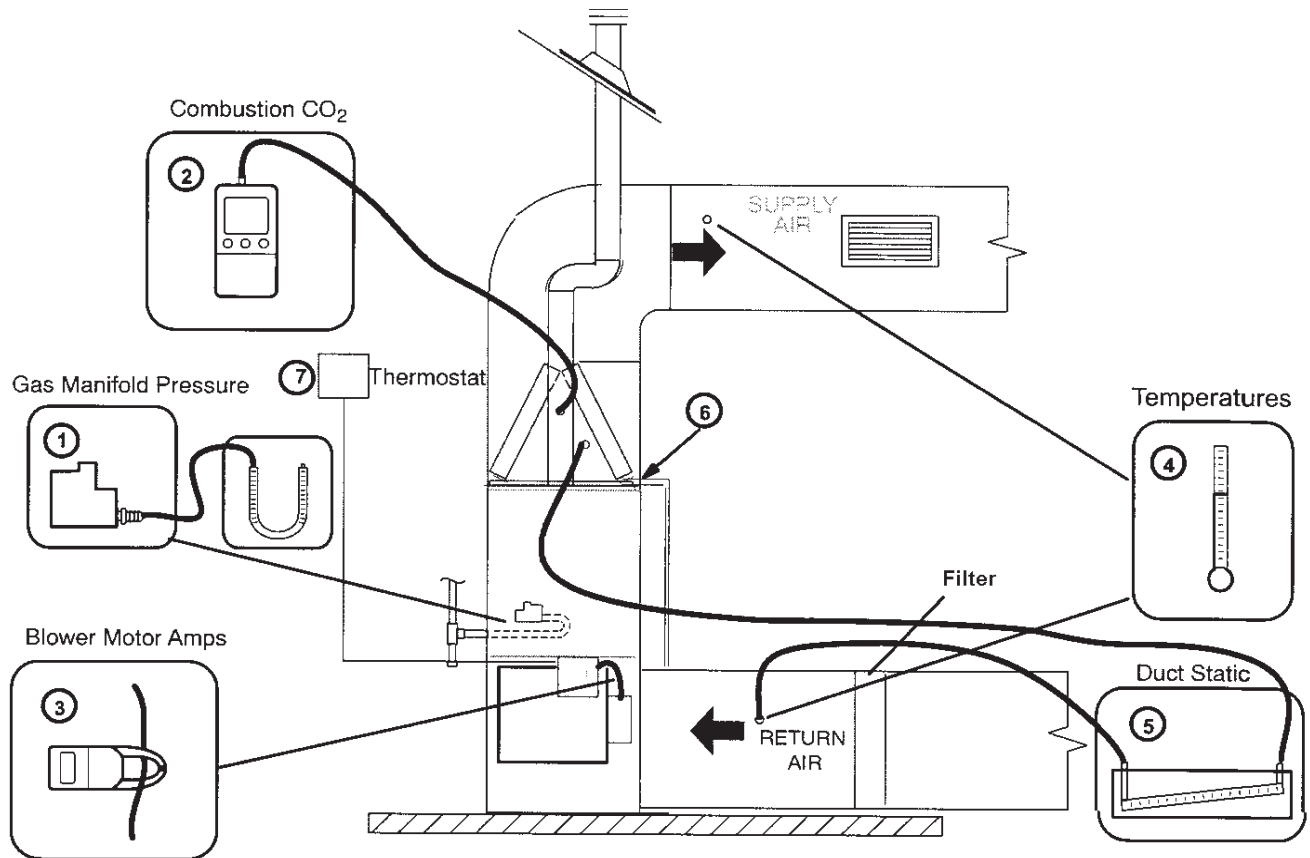 Combustion CO₂
2
SUPPLY
AIR
7
Thermostat
Gas Manifold Pressure
1
6
Temperatures
4
Filter
Blower Motor Amps
3
Duct Static
5
RETURN
AIR